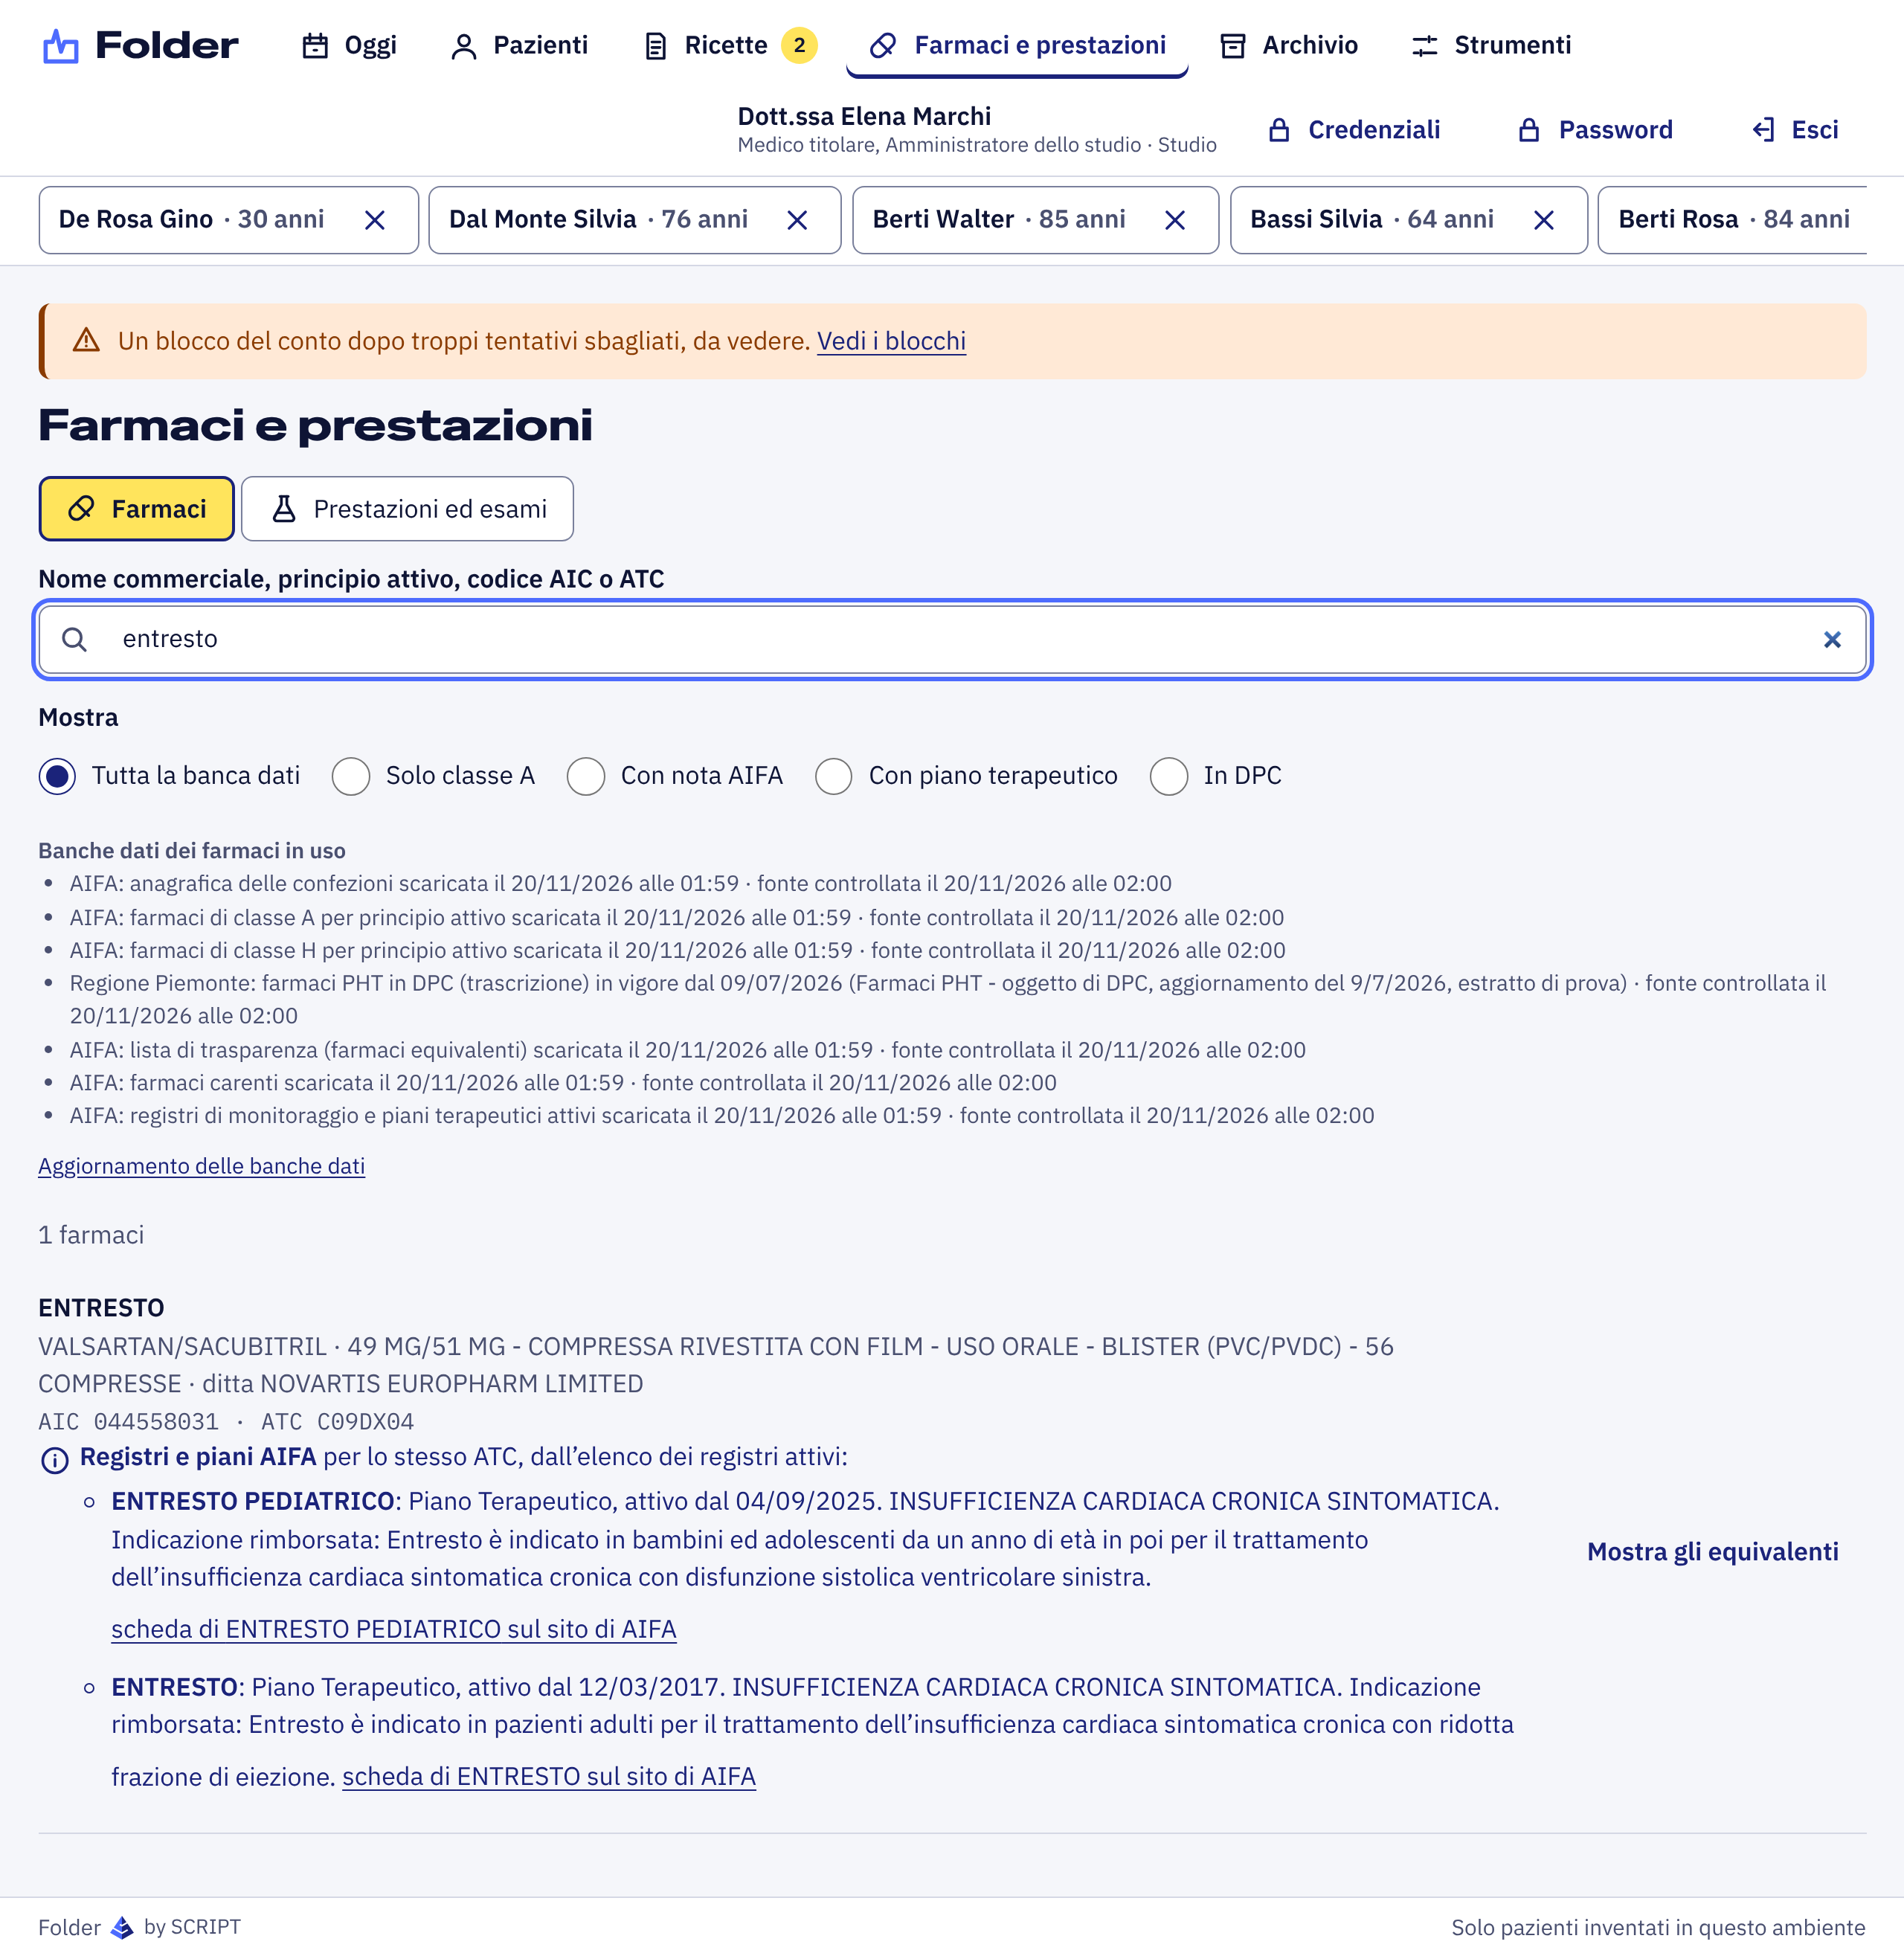 Folder
Oggi
Pazienti
Ricette 2
Farmaci e prestazioni
Archivio
Strumenti
Dott.ssa Elena Marchi
Medico titolare, Amministratore dello studio · Studio
Credenziali
Password
Esci
De Rosa Gino · 30 anni
Dal Monte Silvia · 76 anni
Berti Walter · 85 anni
Bassi Silvia · 64 anni
Berti Rosa · 84 anni
Un blocco del conto dopo troppi tentativi sbagliati, da vedere. Vedi i blocchi
Farmaci e prestazioni
Farmaci
Prestazioni ed esami
Nome commerciale, principio attivo, codice AIC o ATC
entresto
Mostra
Tutta la banca dati
Solo classe A
Con nota AIFA
Con piano terapeutico
In DPC
Banche dati dei farmaci in uso
• AIFA: anagrafica delle confezioni scaricata il 20/11/2026 alle 01:59 · fonte controllata il 20/11/2026 alle 02:00
• AIFA: farmaci di classe A per principio attivo scaricata il 20/11/2026 alle 01:59 · fonte controllata il 20/11/2026 alle 02:00
• AIFA: farmaci di classe H per principio attivo scaricata il 20/11/2026 alle 01:59 · fonte controllata il 20/11/2026 alle 02:00
• Regione Piemonte: farmaci PHT in DPC (trascrizione) in vigore dal 09/07/2026 (Farmaci PHT - oggetto di DPC, aggiornamento del 9/7/2026, estratto di prova) · fonte controllata il
20/11/2026 alle 02:00
• AIFA: lista di trasparenza (farmaci equivalenti) scaricata il 20/11/2026 alle 01:59 · fonte controllata il 20/11/2026 alle 02:00
• AIFA: farmaci carenti scaricata il 20/11/2026 alle 01:59 · fonte controllata il 20/11/2026 alle 02:00
• AIFA: registri di monitoraggio e piani terapeutici attivi scaricata il 20/11/2026 alle 01:59 · fonte controllata il 20/11/2026 alle 02:00
Aggiornamento delle banche dati
1 farmaci
ENTRESTO
VALSARTAN/SACUBITRIL · 49 MG/51 MG - COMPRESSA RIVESTITA CON FILM - USO ORALE - BLISTER (PVC/PVDC) - 56
COMPRESSE · ditta NOVARTIS EUROPHARM LIMITED
AIC 044558031 · ATC C09DX04
Registri e piani AIFA per lo stesso ATC, dall’elenco dei registri attivi:
ENTRESTO PEDIATRICO: Piano Terapeutico, attivo dal 04/09/2025. INSUFFICIENZA CARDIACA CRONICA SINTOMATICA.
Indicazione rimborsata: Entresto è indicato in bambini ed adolescenti da un anno di età in poi per il trattamento
dell’insufficienza cardiaca sintomatica cronica con disfunzione sistolica ventricolare sinistra.
scheda di ENTRESTO PEDIATRICO sul sito di AIFA
ENTRESTO: Piano Terapeutico, attivo dal 12/03/2017. INSUFFICIENZA CARDIACA CRONICA SINTOMATICA. Indicazione
rimborsata: Entresto è indicato in pazienti adulti per il trattamento dell’insufficienza cardiaca sintomatica cronica con ridotta
frazione di eiezione. scheda di ENTRESTO sul sito di AIFA
Mostra gli equivalenti
Folder by SCRIPT
Solo pazienti inventati in questo ambiente